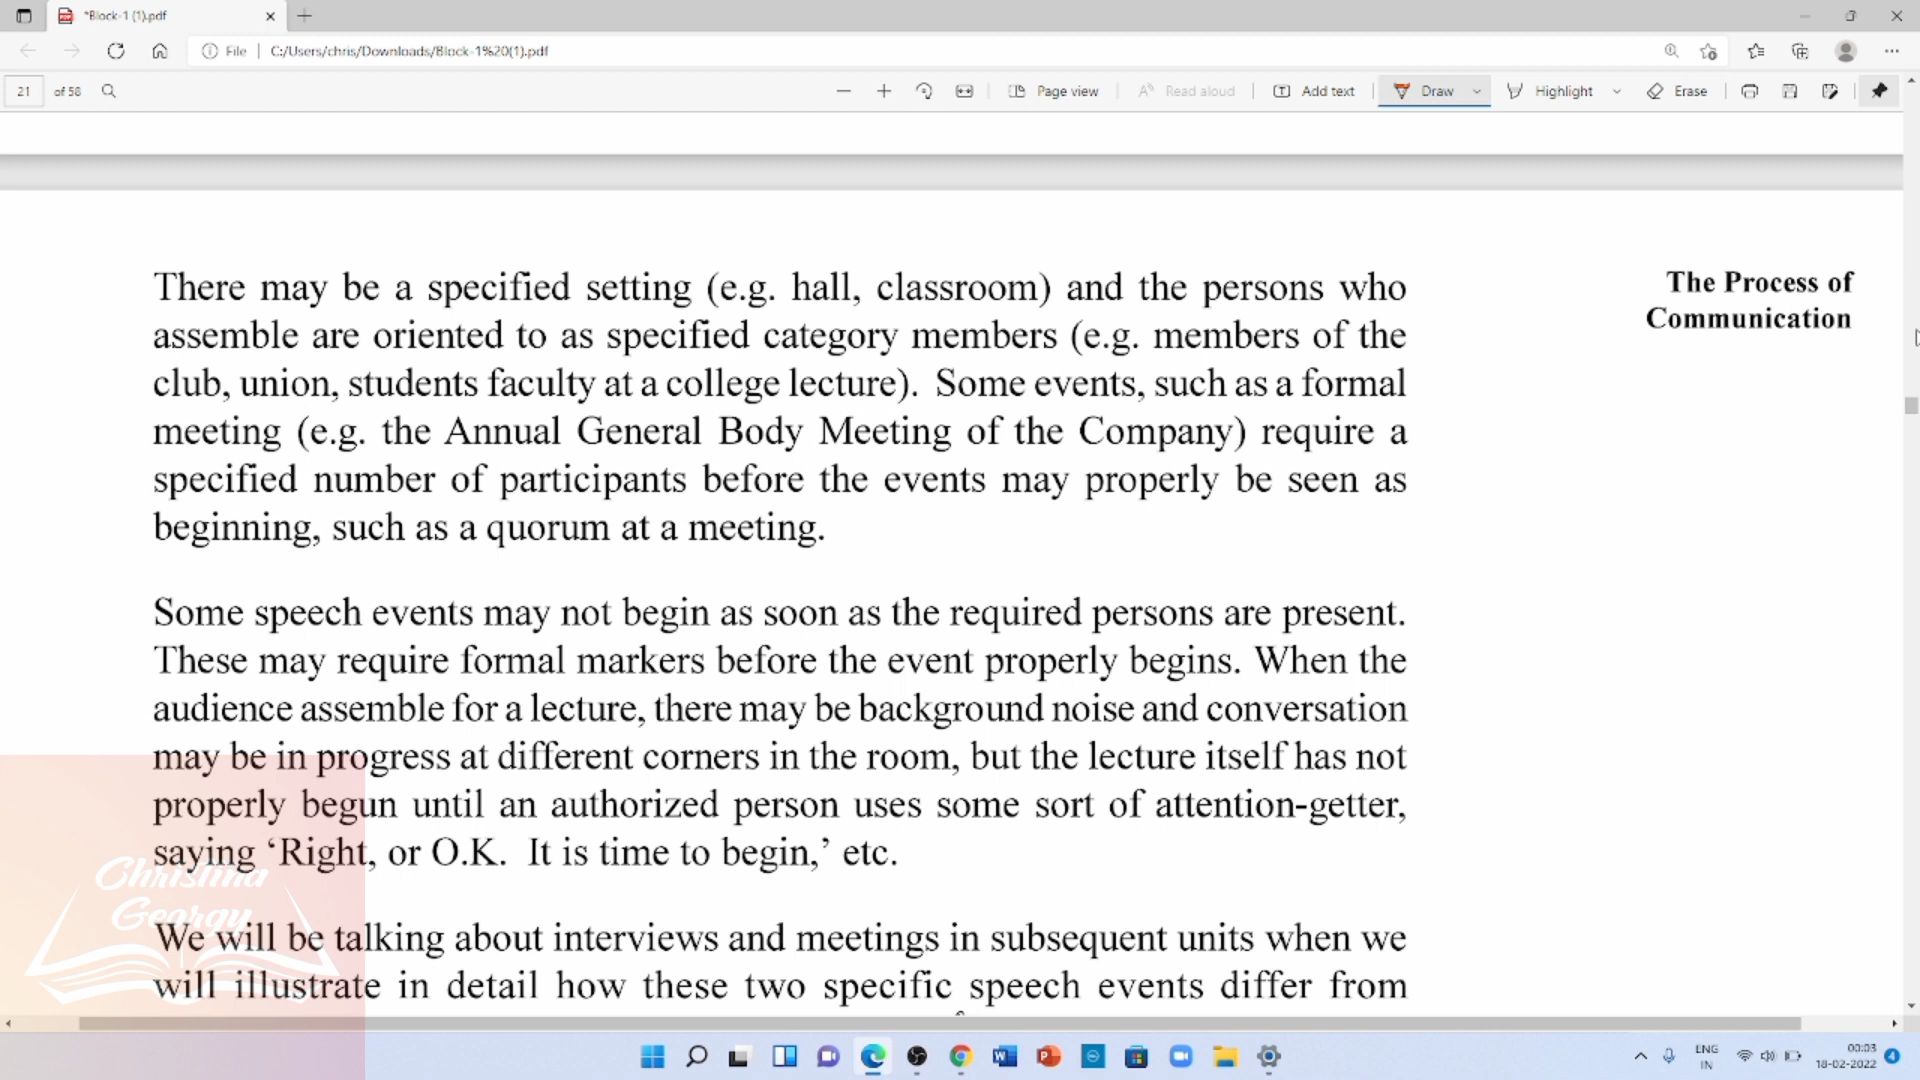 *Block-1 (1).pdf
File
C:/Users/chris/Downloads/Block-1%20(1).pdf
21 of 58
Page view
Read aloud
Add text
Draw
Highlight
Erase
The Process of
Communication
There may be a specified setting (e.g. hall, classroom) and the persons who
assemble are oriented to as specified category members (e.g. members of the
club, union, students faculty at a college lecture). Some events, such as a formal
meeting (e.g. the Annual General Body Meeting of the Company) require a
specified number of participants before the events may properly be seen as
beginning, such as a quorum at a meeting.
Some speech events may not begin as soon as the required persons are present.
These may require formal markers before the event properly begins. When the
audience assemble for a lecture, there may be background noise and conversation
may be in progress at different corners in the room, but the lecture itself has not
properly begun until an authorized person uses some sort of attention-getter,
saying ‘Right, or O.K. It is time to begin,’ etc.
We will be talking about interviews and meetings in subsequent units when we
will illustrate in detail how these two specific speech events differ from
Christina
Geargy
ENG
IN
00:03
18-02-2022
4